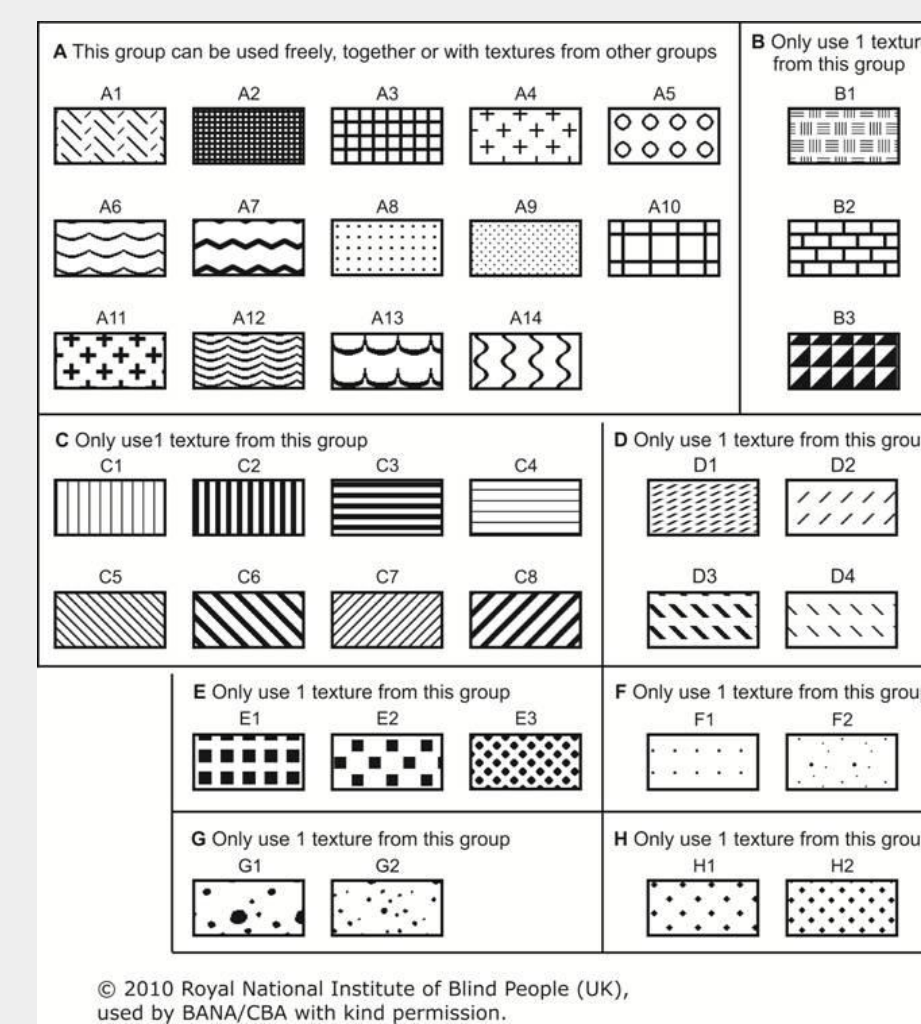 A This group can be used freely, together or with textures from other groups
A1 A2 A3 A4 A5
A6 A7 A8 A9 A10
A11 A12 A13 A14
B Only use 1 textur
from this group
B1
B2
B3
C Only use1 texture from this group
C1 C2 C3 C4
C5 C6 C7 C8
D Only use 1 texture from this grou
D1 D2
D3 D4
E Only use 1 texture from this group
E1 E2 E3
F Only use 1 texture from this grou
F1 F2
G Only use 1 texture from this group
G1 G2
H Only use 1 texture from this grou
H1 H2
© 2010 Royal National Institute of Blind People (UK),
used by BANA/CBA with kind permission.